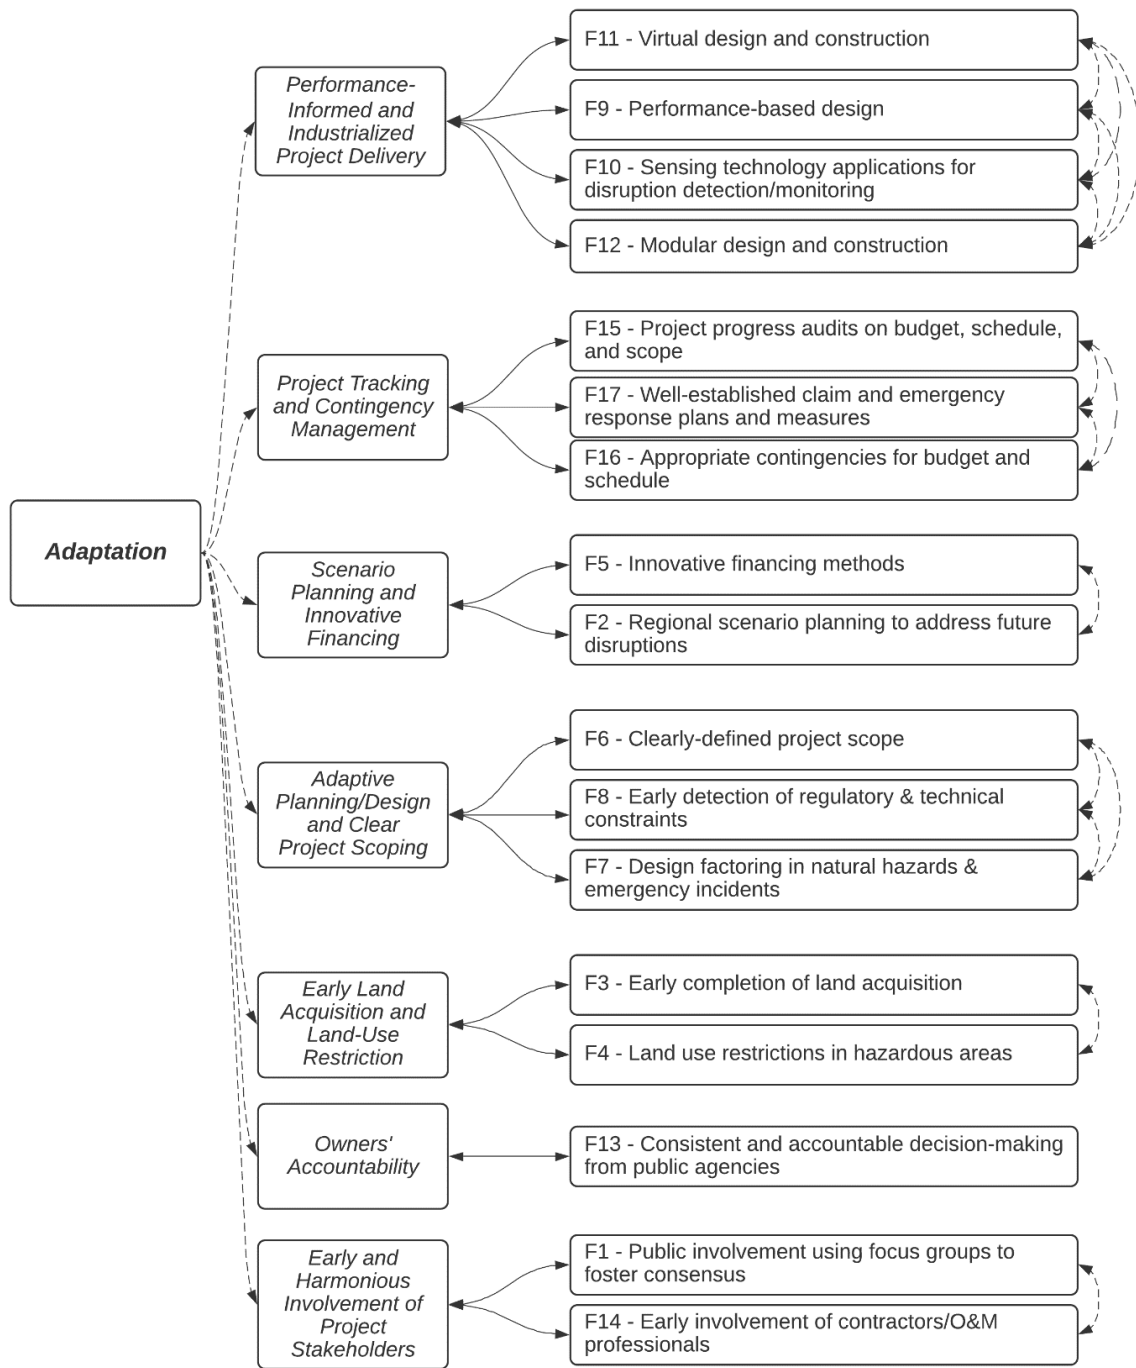 F11 - Virtual design and construction
Performance-
Informed and
Industrialized
Project Delivery
F9 - Performance-based design
F10 - Sensing technology applications for
disruption detection/monitoring
F12 - Modular design and construction
Project Tracking
and Contingency
Management
F15 - Project progress audits on budget, schedule,
and scope
F17 - Well-established claim and emergency
response plans and measures
F16 - Appropriate contingencies for budget and
schedule
Adaptation
Scenario
Planning and
Innovative
Financing
F5 - Innovative financing methods
F2 - Regional scenario planning to address future
disruptions
Adaptive
Planning/Design
and Clear
Project Scoping
F6 - Clearly-defined project scope
F8 - Early detection of regulatory & technical
constraints
F7 - Design factoring in natural hazards &
emergency incidents
Early Land
Acquisition and
Land-Use
Restriction
F3 - Early completion of land acquisition
F4 - Land use restrictions in hazardous areas
Owners'
Accountability
F13 - Consistent and accountable decision-making
from public agencies
Early and
Harmonious
Involvement of
Project
Stakeholders
F1 - Public involvement using focus groups to
foster consensus
F14 - Early involvement of contractors/O&M
professionals